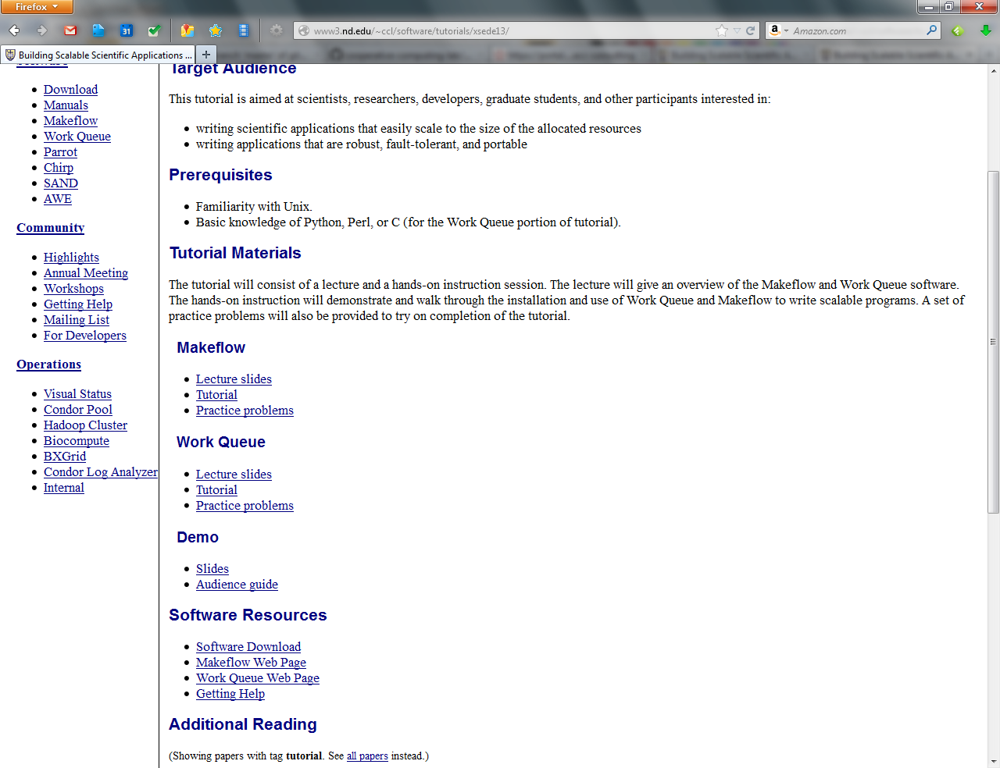 Firefox
31
www3.nd.edu/~ccl/software/tutorials/xsede13/
a
Amazon.com
Building Scalable Scientific Applications ...
+
Download
Manuals
Makeflow
Work Queue
Parrot
Chirp
SAND
AWE
Community
Highlights
Annual Meeting
Workshops
Getting Help
Mailing List
For Developers
Operations
Visual Status
Condor Pool
Hadoop Cluster
Biocompute
BXGrid
Condor Log Analyzer
Internal
Target Audience
This tutorial is aimed at scientists, researchers, developers, graduate students, and other participants interested in:
writing scientific applications that easily scale to the size of the allocated resources
writing applications that are robust, fault-tolerant, and portable
Prerequisites
Familiarity with Unix.
Basic knowledge of Python, Perl, or C (for the Work Queue portion of tutorial).
Tutorial Materials
The tutorial will consist of a lecture and a hands-on instruction session. The lecture will give an overview of the Makeflow and Work Queue software.
The hands-on instruction will demonstrate and walk through the installation and use of Work Queue and Makeflow to write scalable programs. A set of
practice problems will also be provided to try on completion of the tutorial.
Makeflow
Lecture slides
Tutorial
Practice problems
Work Queue
Lecture slides
Tutorial
Practice problems
Demo
Slides
Audience guide
Software Resources
Software Download
Makeflow Web Page
Work Queue Web Page
Getting Help
Additional Reading
(Showing papers with tag tutorial. See all papers instead.)